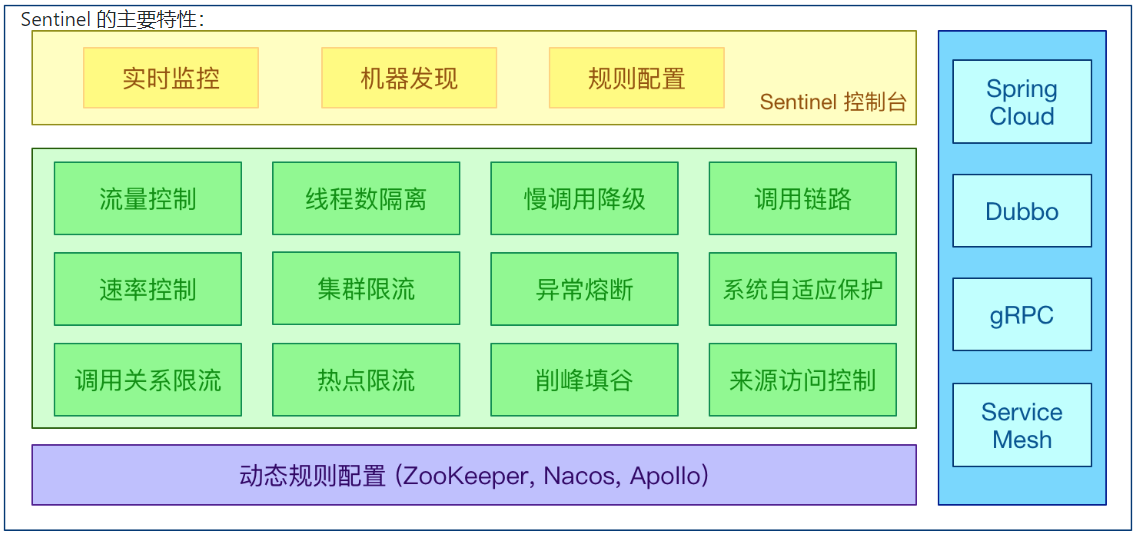 Sentinel 的主要特性：
实时监控
机器发现
规则配置
Sentinel 控制台
流量控制
线程数隔离
慢调用降级
调用链路
速率控制
集群限流
异常熔断
系统自适应保护
调用关系限流
热点限流
削峰填谷
来源访问控制
动态规则配置 (ZooKeeper, Nacos, Apollo)
Spring
Cloud
Dubbo
gRPC
Service
Mesh